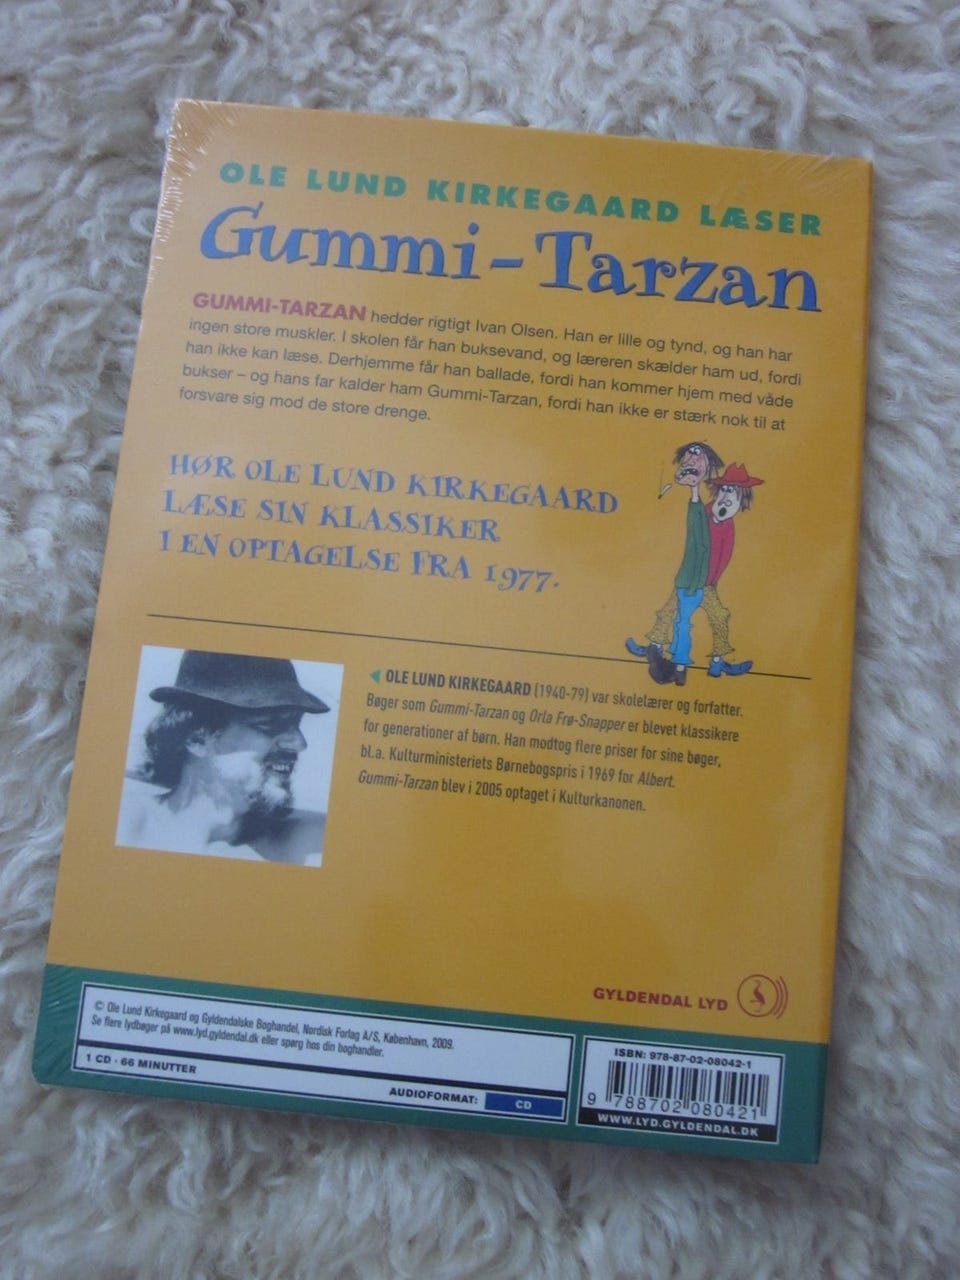 OLE LUND KIRKEGAARD LÆSER
Gummi-Tarzan
GUMMI-TARZAN hedder rigtigt Ivan Olsen. Han er lille og tynd, og han har
ingen store muskler. I skolen får han buksevand, og læreren skælder ham ud, fordi
han ikke kan læse. Derhjemme får han ballade, fordi han kommer hjem med våde
bukser – og hans far kalder ham Gummi-Tarzan, fordi han ikke er stærk nok til at
forsvare sig mod de store drenge.
HØR OLE LUND KIRKEGAARD
LÆSE SIN KLASSIKER
I EN OPTAGELSE FRA 1977.
OLE LUND KIRKEGAARD (1940-79) var skolelærer og forfatter.
Bøger som Gummi-Tarzan og Orla Frø-Snapper er blevet klassikere
for generationer af børn. Han modtog flere priser for sine bøger,
bl.a. Kulturministeriets Børnebogspris i 1969 for Albert.
Gummi-Tarzan blev i 2005 optaget i Kulturkanonen.
GYLDENDAL LYD
© Ole Lund Kirkegaard og Gyldendalske Boghandel, Nordisk Forlag A/S, København, 2009.
Se flere lydbøger på www.lyd.gyldendal.dk eller spørg hos din boghandler.
1 CD · 66 MINUTTER
AUDIOFORMAT: CD
ISBN: 978-87-02-08042-1
9 788702 080421
WWW.LYD.GYLDENDAL.DK